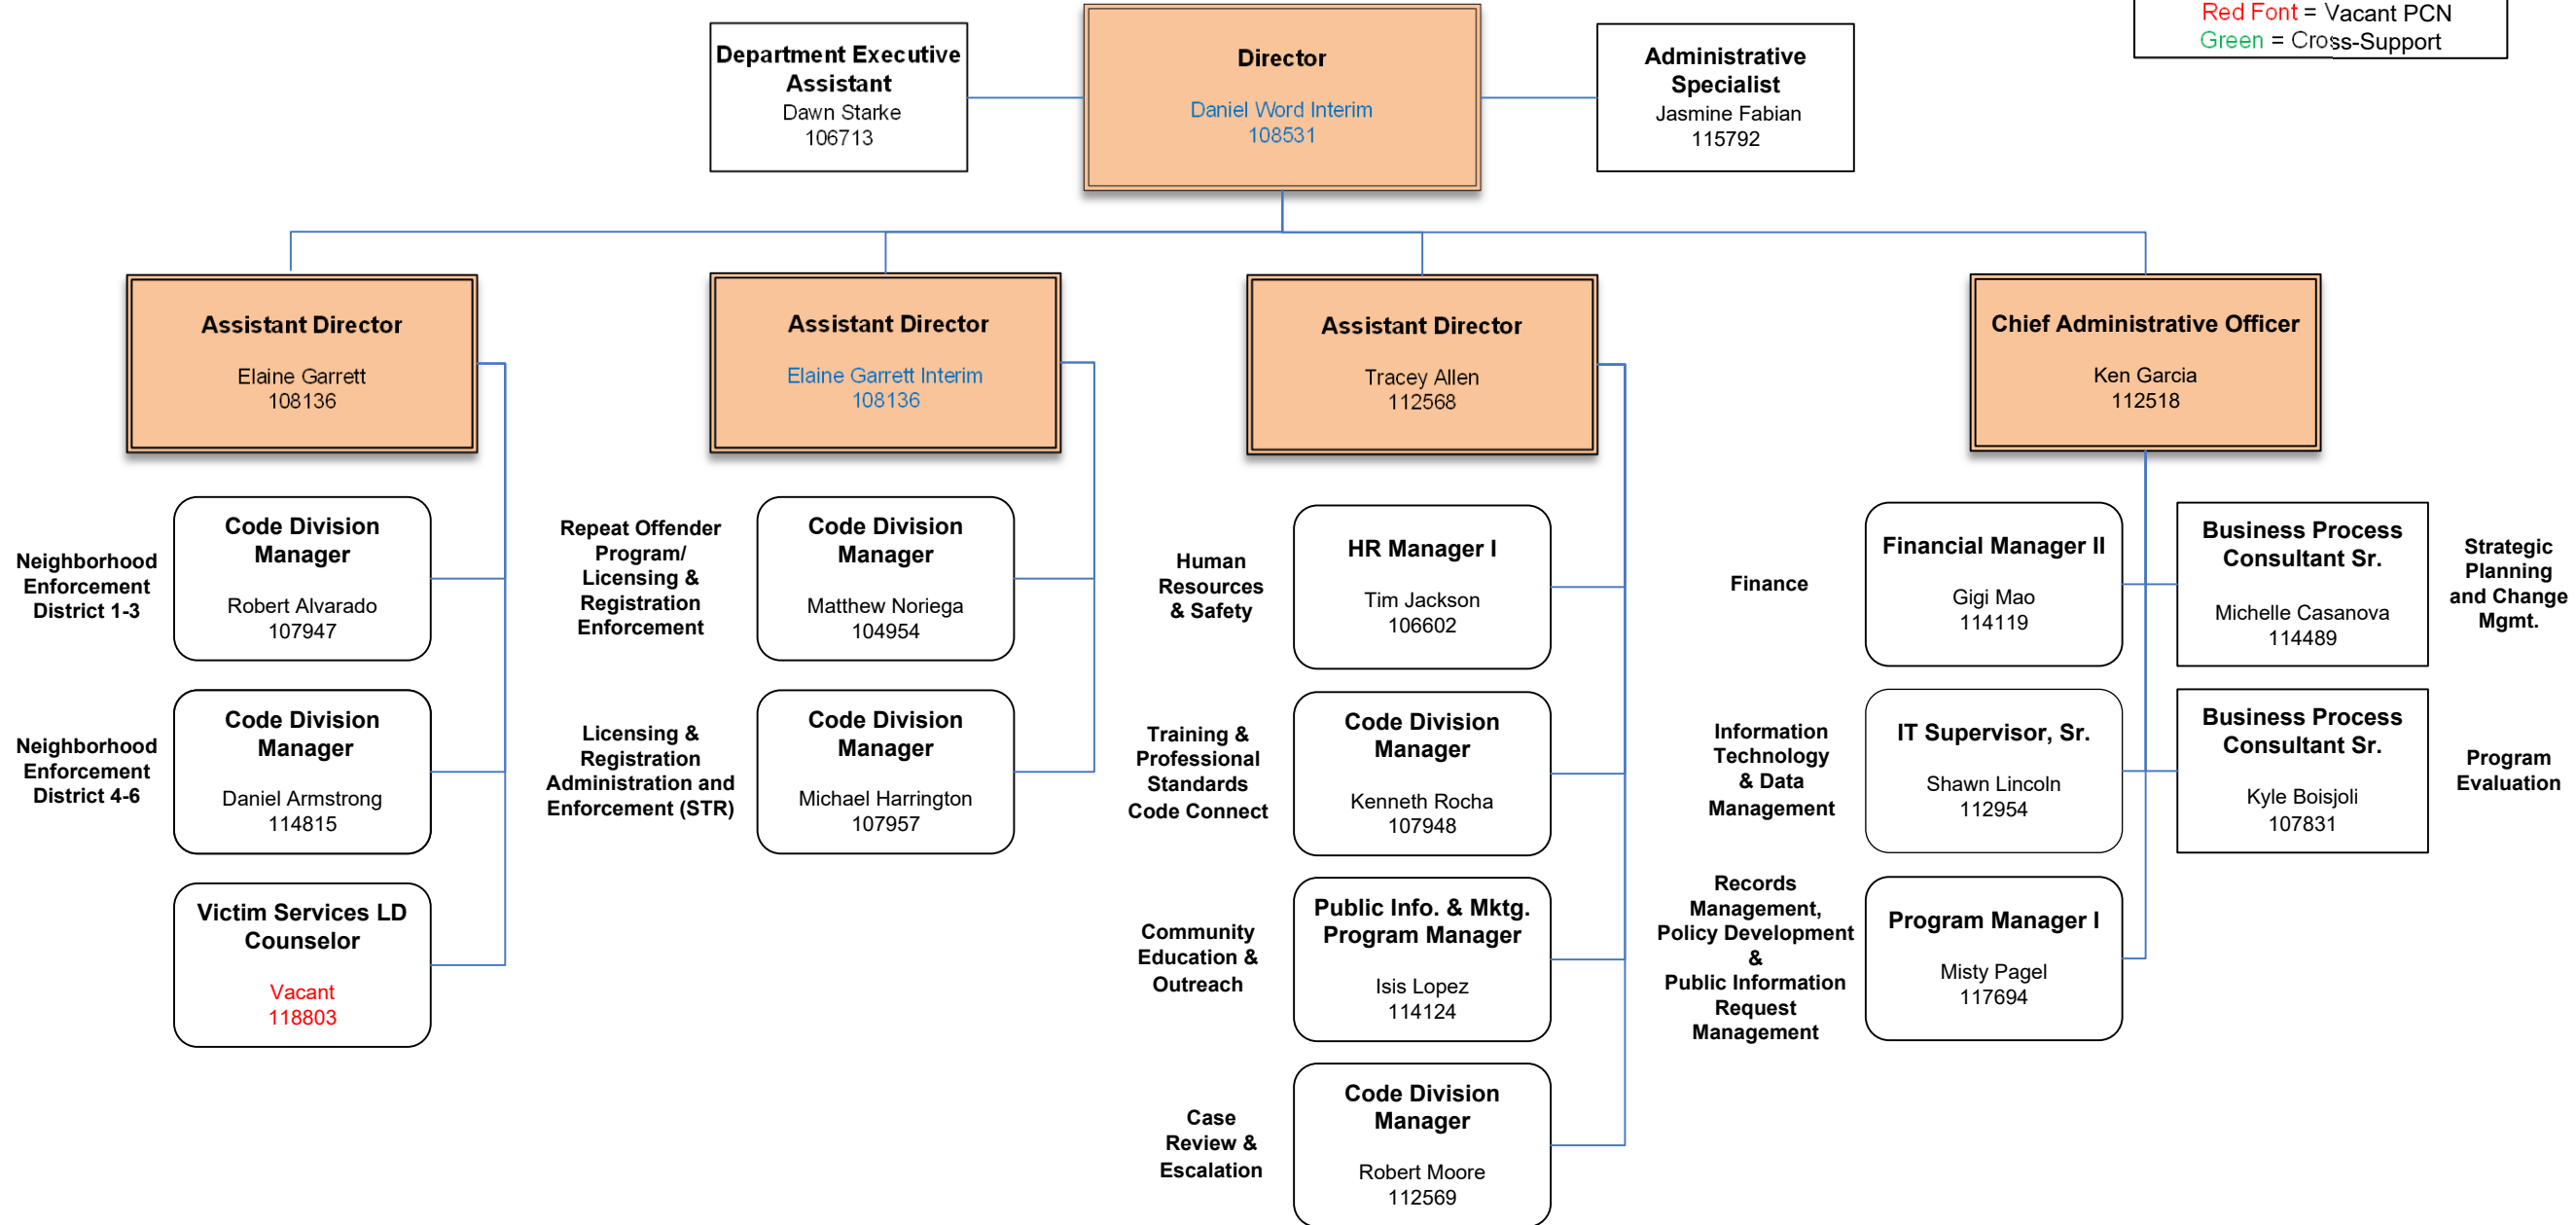 Red Font = Vacant PCN
Green = Cross-Support
Department Executive
Assistant
Dawn Starke
106713
Director
Daniel Word Interim
108531
Administrative
Specialist
Jasmine Fabian
115792
Assistant Director
Elaine Garrett
108136
Assistant Director
Elaine Garrett Interim
108136
Assistant Director
Tracey Allen
112568
Chief Administrative Officer
Ken Garcia
112518
Neighborhood
Enforcement
District 1-3
Code Division
Manager
Robert Alvarado
107947
Neighborhood
Enforcement
District 4-6
Code Division
Manager
Daniel Armstrong
114815
Victim Services LD
Counselor
Vacant
118803
Repeat Offender
Program/
Licensing &
Registration
Enforcement
Code Division
Manager
Matthew Noriega
104954
Licensing &
Registration
Administration and
Enforcement (STR)
Code Division
Manager
Michael Harrington
107957
Human
Resources
& Safety
HR Manager I
Tim Jackson
106602
Training &
Professional
Standards
Code Connect
Code Division
Manager
Kenneth Rocha
107948
Community
Education &
Outreach
Public Info. & Mktg.
Program Manager
Isis Lopez
114124
Case
Review &
Escalation
Code Division
Manager
Robert Moore
112569
Finance
Financial Manager II
Gigi Mao
114119
Business Process
Consultant Sr.
Michelle Casanova
114489
Strategic
Planning
and Change
Mgmt.
Information
Technology
& Data
Management
IT Supervisor, Sr.
Shawn Lincoln
112954
Business Process
Consultant Sr.
Kyle Boisjoli
107831
Program
Evaluation
Records
Management,
Policy Development
&
Public Information
Request
Management
Program Manager I
Misty Pagel
117694